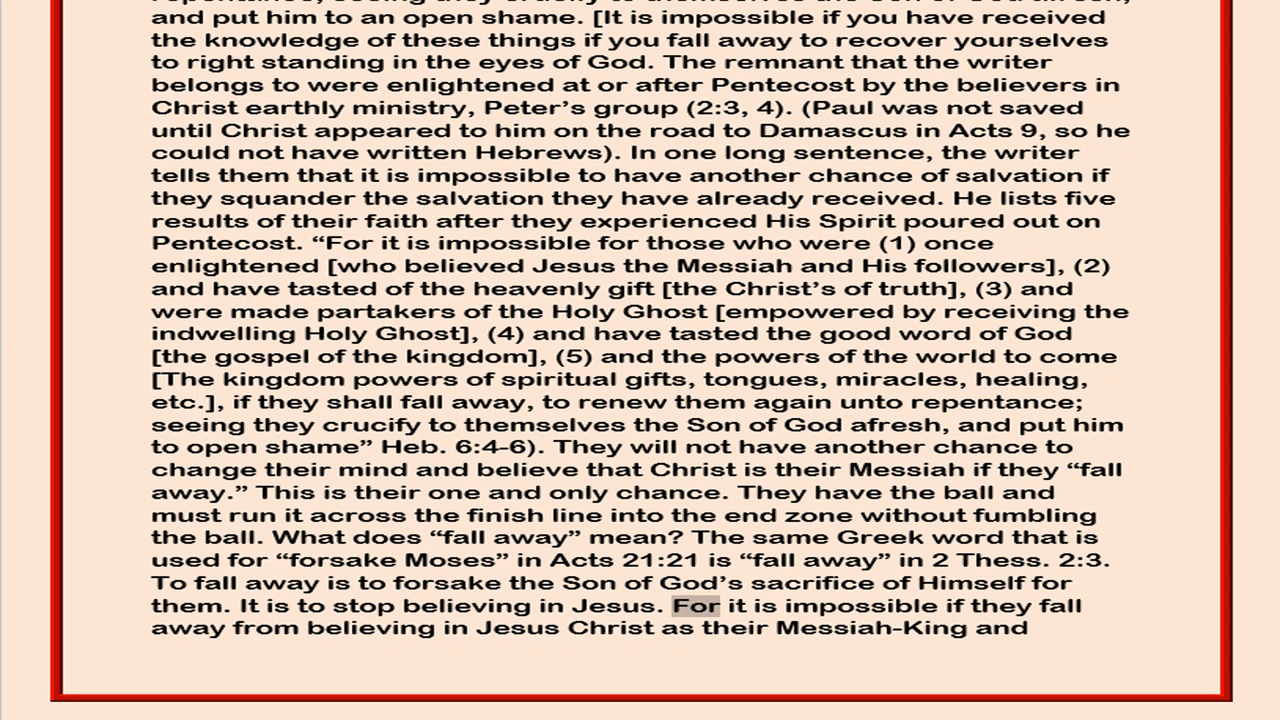 and put him to an open shame. [It is impossible if you have received
the knowledge of these things if you fall away to recover yourselves
to right standing in the eyes of God. The remnant that the writer
belongs to were enlightened at or after Pentecost by the believers in
Christ earthly ministry, Peter’s group (2:3, 4). (Paul was not saved
until Christ appeared to him on the road to Damascus in Acts 9, so he
could not have written Hebrews). In one long sentence, the writer
tells them that it is impossible to have another chance of salvation if
they squander the salvation they have already received. He lists five
results of their faith after they experienced His Spirit poured out on
Pentecost. “For it is impossible for those who were (1) once
enlightened [who believed Jesus the Messiah and His followers], (2)
and have tasted of the heavenly gift [the Christ’s of truth], (3) and
were made partakers of the Holy Ghost [empowered by receiving the
indwelling Holy Ghost], (4) and have tasted the good word of God
[the gospel of the kingdom], (5) and the powers of the world to come
[The kingdom powers of spiritual gifts, tongues, miracles, healing,
etc.], if they shall fall away, to renew them again unto repentance;
seeing they crucify to themselves the Son of God afresh, and put him
to open shame” Heb. 6:4-6). They will not have another chance to
change their mind and believe that Christ is their Messiah if they “fall
away.” This is their one and only chance. They have the ball and
must run it across the finish line into the end zone without fumbling
the ball. What does “fall away” mean? The same Greek word that is
used for “forsake Moses” in Acts 21:21 is “fall away” in 2 Thess. 2:3.
To fall away is to forsake the Son of God’s sacrifice of Himself for
them. It is to stop believing in Jesus. For it is impossible if they fall
away from believing in Jesus Christ as their Messiah-King and